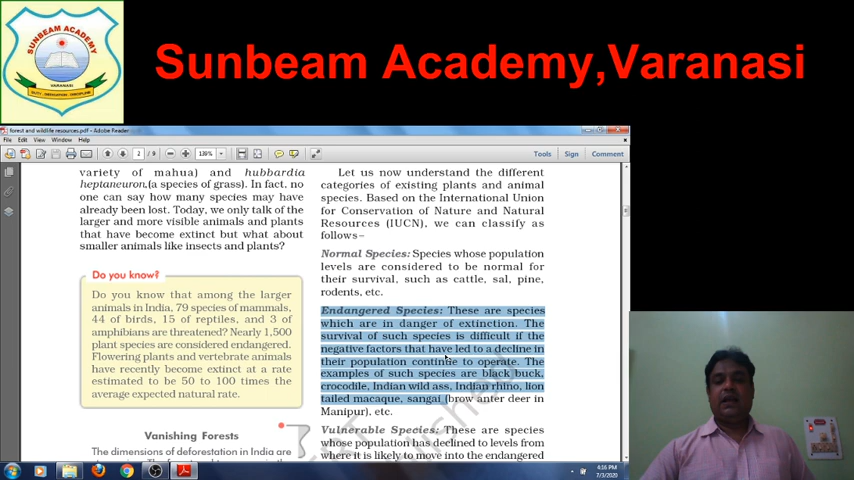 SUNBEAM ACADEMY
VARANASI
Sunbeam Academy,Varanasi
forest and wildlife resources.pdf - Adobe Reader
File Edit View Window Help
2 / 9 139% Tools Sign Comment
variety of mahua) and hubbardia
heptaneuron,(a species of grass). In fact, no
one can say how many species may have
already been lost. Today, we only talk of the
larger and more visible animals and plants
that have become extinct but what about
smaller animals like insects and plants?
Do you know?
Do you know that among the larger
animals in India, 79 species of mammals,
44 of birds, 15 of reptiles, and 3 of
amphibians are threatened? Nearly 1,500
plant species are considered endangered.
Flowering plants and vertebrate animals
have recently become extinct at a rate
estimated to be 50 to 100 times the
average expected natural rate.
Vanishing Forests
The dimensions of deforestation in India are
Let us now understand the different
categories of existing plants and animal
species. Based on the International Union
for Conservation of Nature and Natural
Resources (IUCN), we can classify as
follows–
Normal Species: Species whose population
levels are considered to be normal for
their survival, such as cattle, sal, pine,
rodents, etc.
Endangered Species: These are species
which are in danger of extinction. The
survival of such species is difficult if the
negative factors that have led to a decline in
their population continue to operate. The
examples of such species are black buck,
crocodile, Indian wild ass, Indian rhino, lion
tailed macaque, sangai (brow anter deer in
Manipur), etc.
Vulnerable Species: These are species
whose population has declined to levels from
where it is likely to move into the endangered
4:56 PM
7/3/2020